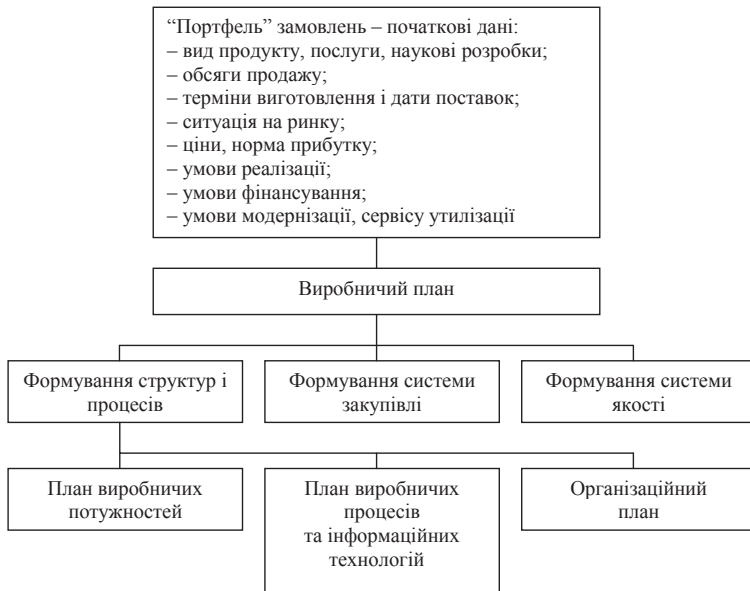 “Портфель” замовлень – початкові дані:
– вид продукту, послуги, наукові розробки;
– обсяги продажу;
– терміни виготовлення і дати поставок;
– ситуація на ринку;
– ціни, норма прибутку;
– умови реалізації;
– умови фінансування;
– умови модернізації, сервісу утилізації
Виробничий план
Формування структур і
процесів
Формування системи
закупівлі
Формування системи
якості
План виробничих
потужностей
План виробничих
процесів
та інформаційних
технологій
Організаційний
план